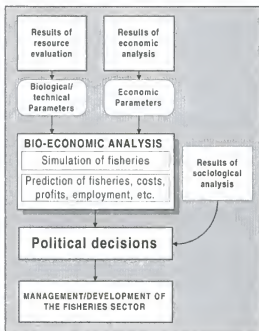 Results of
resource
evaluation
Results of
economic
analysis
Biological/
technical
Parameters
Economic
Parameters
BIO-ECONOMIC ANALYSIS
Simulation of fisheries
Prediction of fisheries, costs,
profits, employment, etc.
Results of
sociological
analysis
Political decisions
MANAGEMENT/DEVELOPMENT OF
THE FISHERIES SECTOR